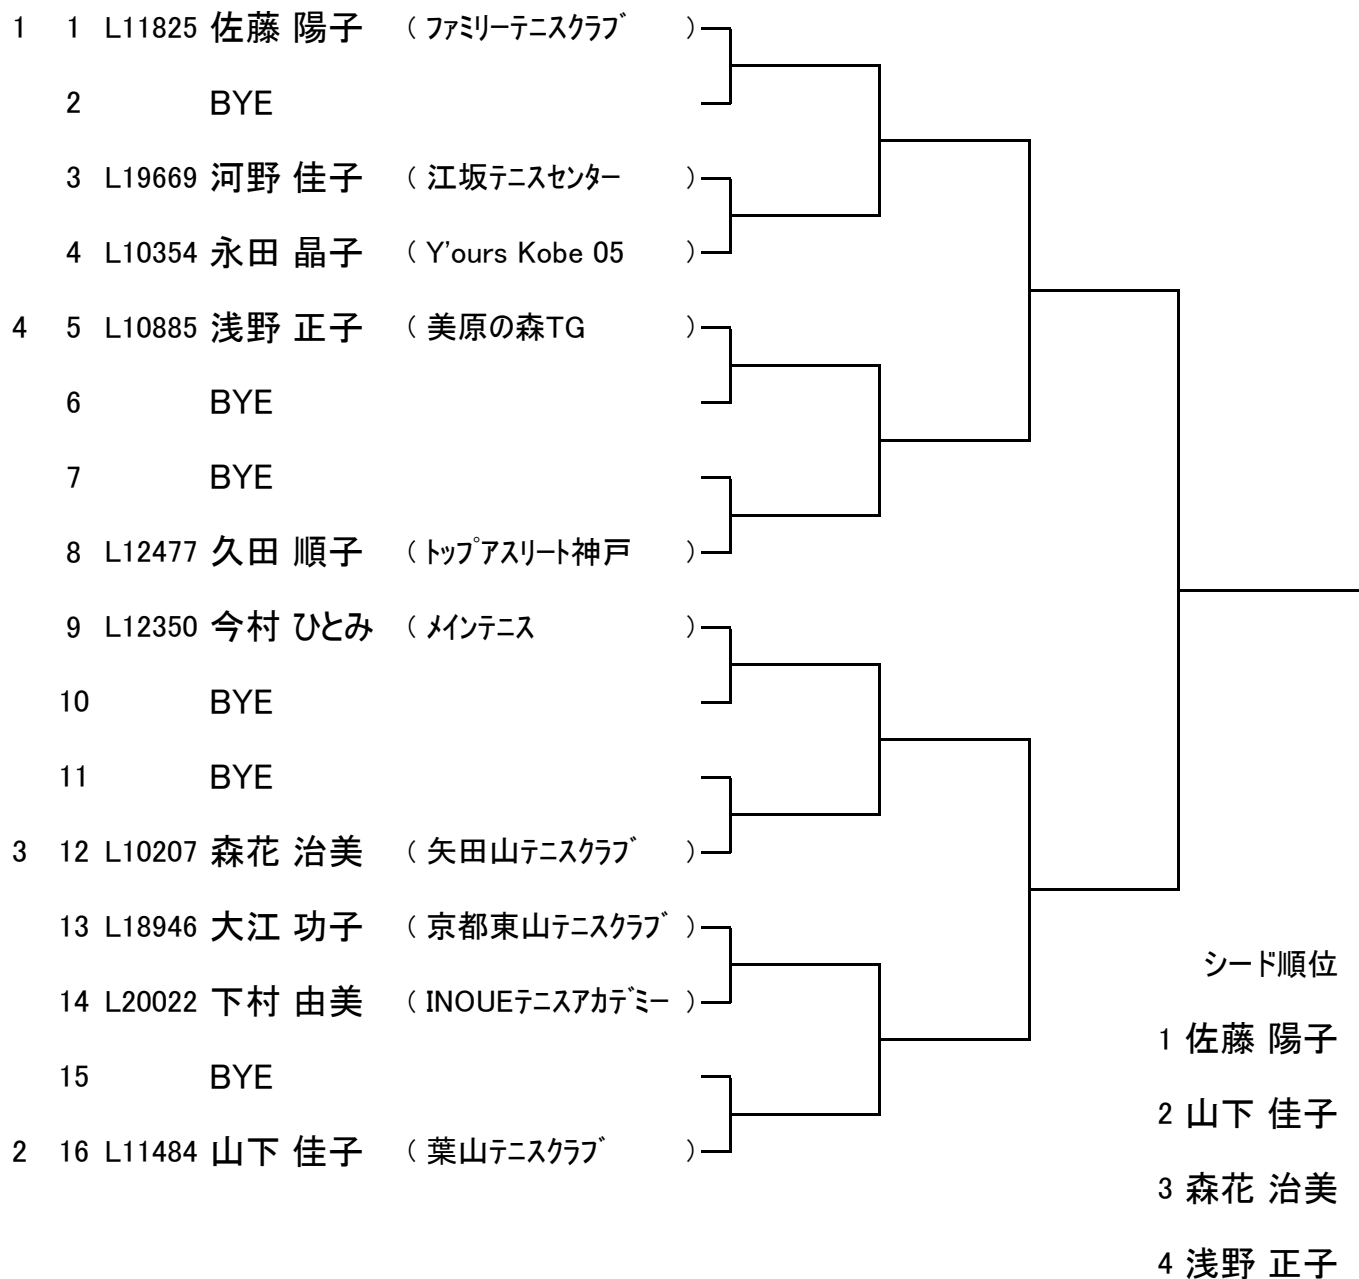 1 1 L11825 佐藤 陽子 ( ファミリーテニスクラブ )
2 BYE
3 L19669 河野 佳子 ( 江坂テニスセンター )
4 L10354 永田 晶子 ( Y'ours Kobe 05 )
4 5 L10885 浅野 正子 ( 美原の森TG )
6 BYE
7 BYE
8 L12477 久田 順子 ( トップアスリート神戸 )
9 L12350 今村 ひとみ ( メインテニス )
10 BYE
11 BYE
3 12 L10207 森花 治美 ( 矢田山テニスクラブ )
13 L18946 大江 功子 ( 京都東山テニスクラブ )
14 L20022 下村 由美 ( INOUEテニスアカデミー )
15 BYE
2 16 L11484 山下 佳子 ( 葉山テニスクラブ )
シード順位
1 佐藤 陽子
2 山下 佳子
3 森花 治美
4 浅野 正子